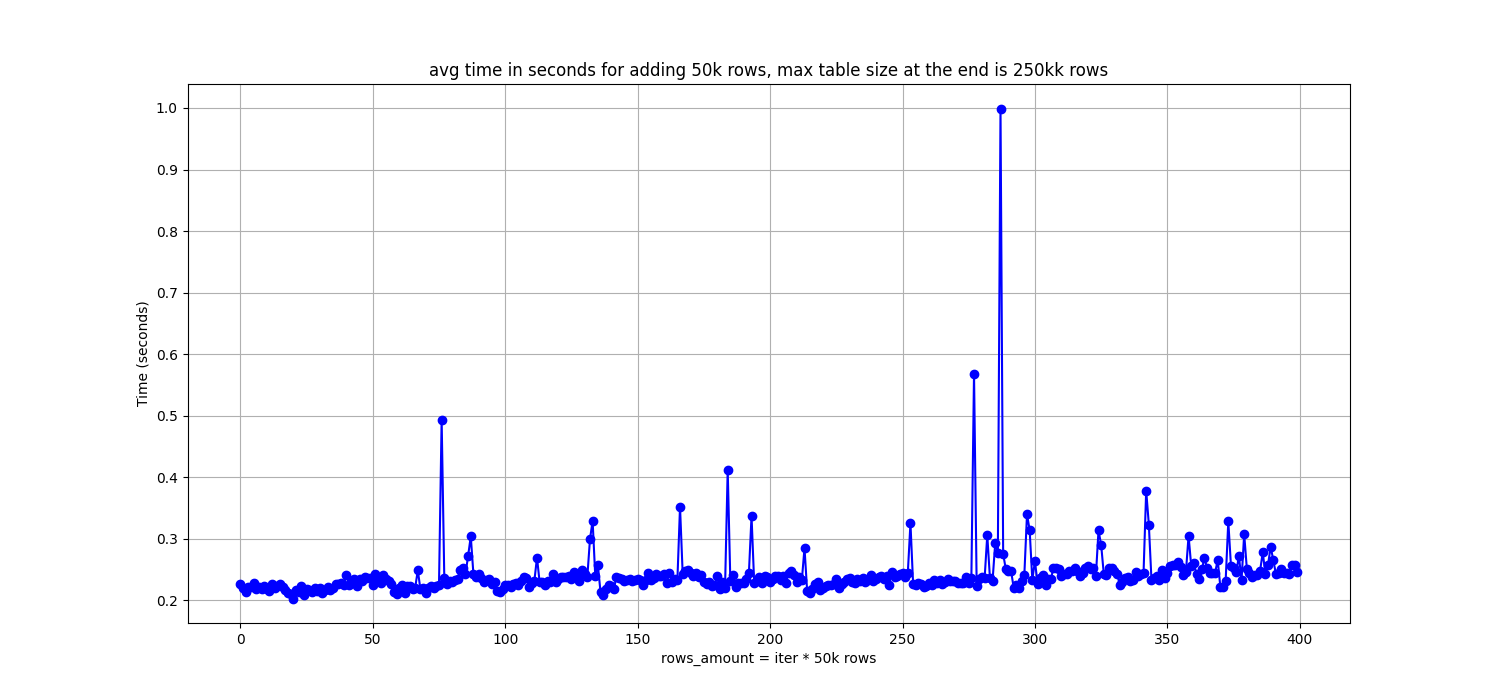 avg time in seconds for adding 50k rows, max table size at the end is 250kk rows
1.0
0.9
0.8
0.7
0.6
0.5
0.4
0.3
0.2
Time (seconds)
0 50 100 150 200 250 300 350 400
rows_amount = iter * 50k rows